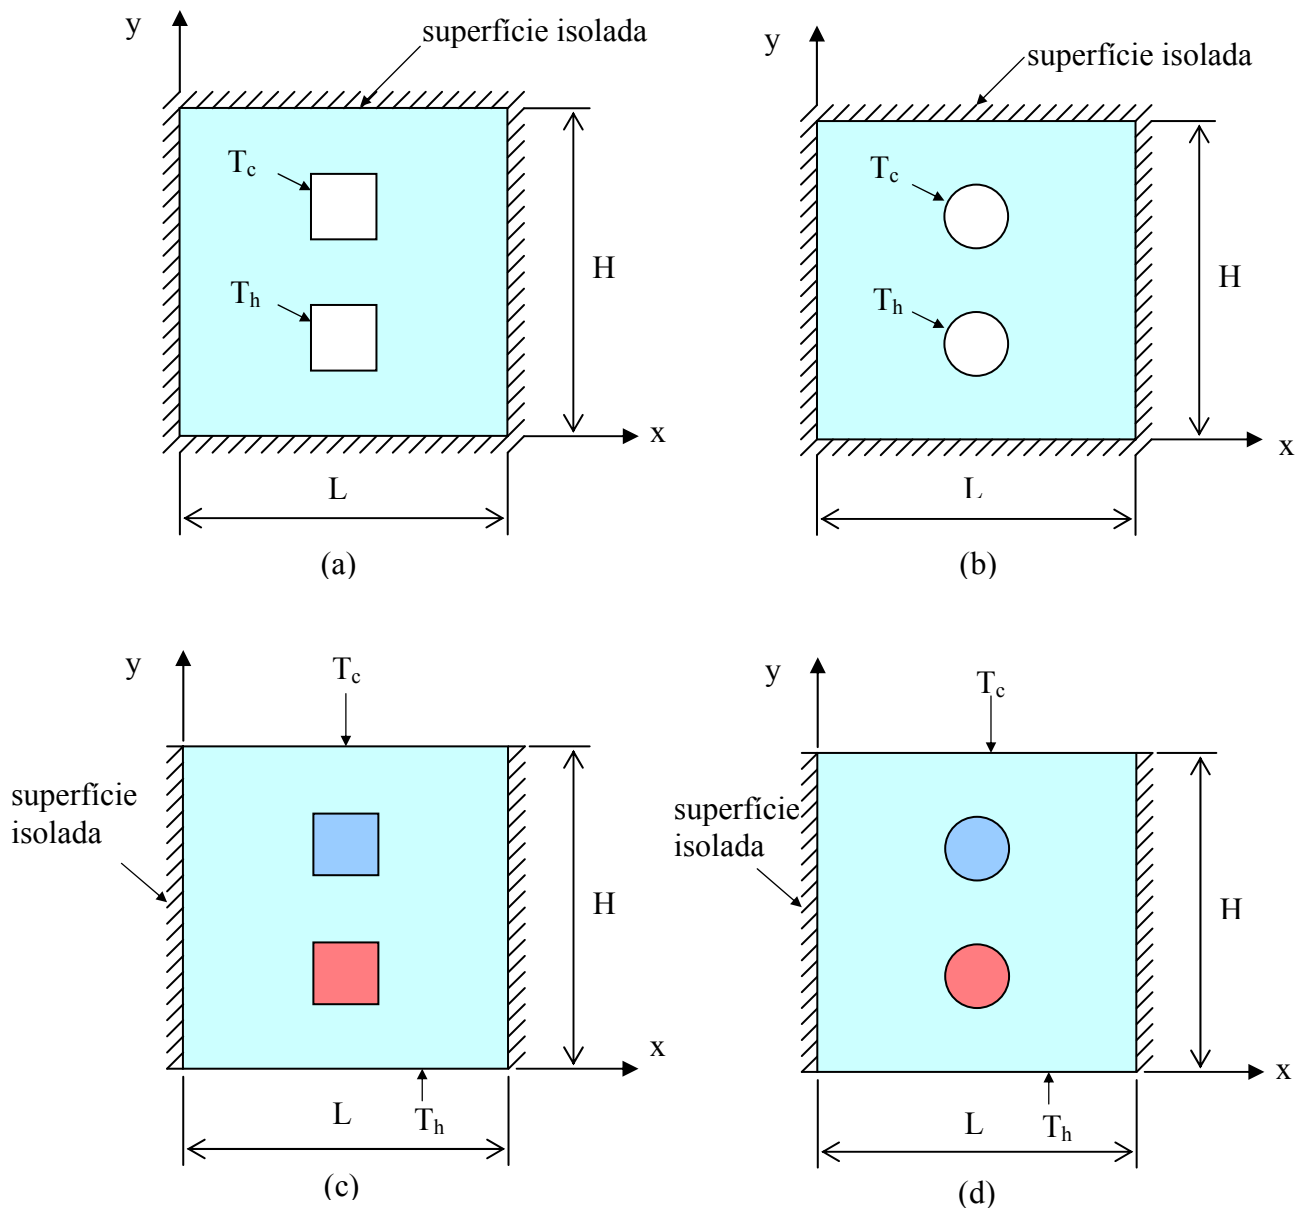 y
superfície isolada
T_c
T_h
H
x
L
(a)
y
superfície isolada
T_c
T_h
H
x
L
(b)
y
T_c
superfície
isolada
H
x
L
T_h
(c)
y
T_c
superfície
isolada
H
x
L
T_h
(d)